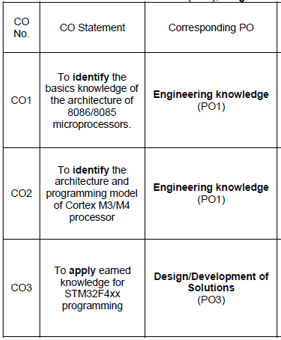 CO
No.
CO Statement
Corresponding PO
CO1
To identify the
basics knowledge of
the architecture of
8086/8085
microprocessors.
Engineering knowledge
(PO1)
CO2
To identify the
architecture and
programming model
of Cortex M3/M4
processor
Engineering knowledge
(PO1)
CO3
To apply earned
knowledge for
STM32F4xx
programming
Design/Development of
Solutions
(PO3)